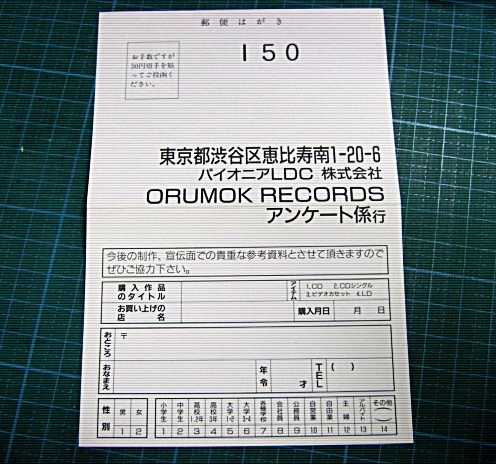 郵便はがき
150
お手数ですが
50円切手を貼
ってご投函く
ださい。
東京都渋谷区恵比寿南1-20-6
パイオニアLDC 株式会社
ORUMOK RECORDS
アンケート係行
今後の制作、宣伝面での貴重な参考資料とさせて頂きますので
ぜひご協力下さい。
購入作品
のタイトル
アイテム
1.CD 2.CDシングル
3.ビデオカセット 4.LD
お買い上げの
店名
購入月日 月 日
おところ
〒
おなまえ
年令 才
TEL ( )
性別
男 1
女 2
小学生 1
中学生 2
高校1.2年 3
高校3年 4
大学1-2 5
大学3-4 6
各種学校 7
会社員 8
公務員 9
自営業 10
自由業 11
主婦 12
アルバイト 13
その他( ) 14